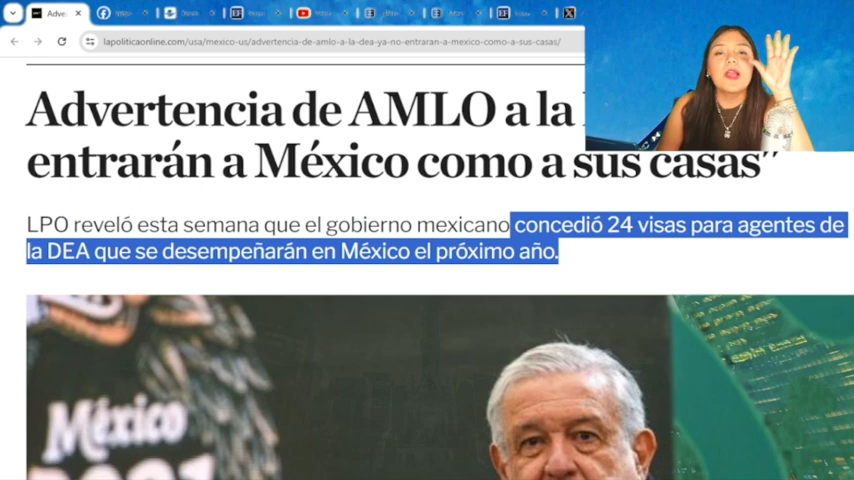 Adve
lapoliticaonline.com/usa/mexico-us/advertencia-de-amlo-a-la-dea-ya-no-entraran-a-mexico-como-a-sus-casas/
Advertencia de AMLO a la
entrarán a México como a sus casas"
LPO reveló esta semana que el gobierno mexicano concedió 24 visas para agentes de
la DEA que se desempeñarán en México el próximo año.
México